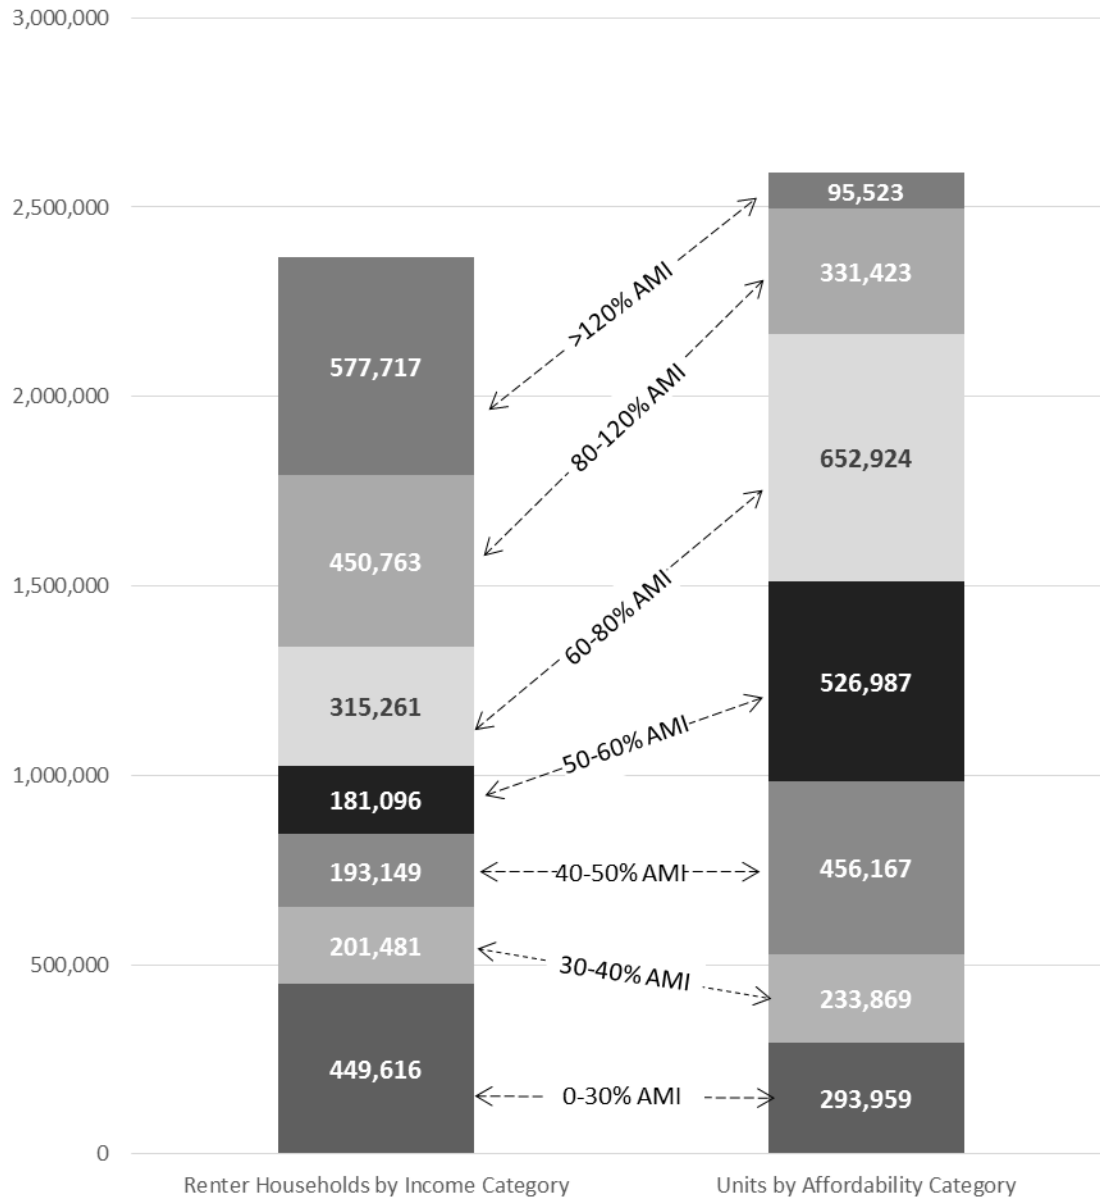 3,000,000
2,500,000
2,000,000
1,500,000
1,000,000
500,000
0
577,717
450,763
315,261
181,096
193,149
201,481
449,616
>120% AMI
80-120% AMI
60-80% AMI
50-60% AMI
40-50% AMI
30-40% AMI
0-30% AMI
95,523
331,423
652,924
526,987
456,167
233,869
293,959
Renter Households by Income Category
Units by Affordability Category